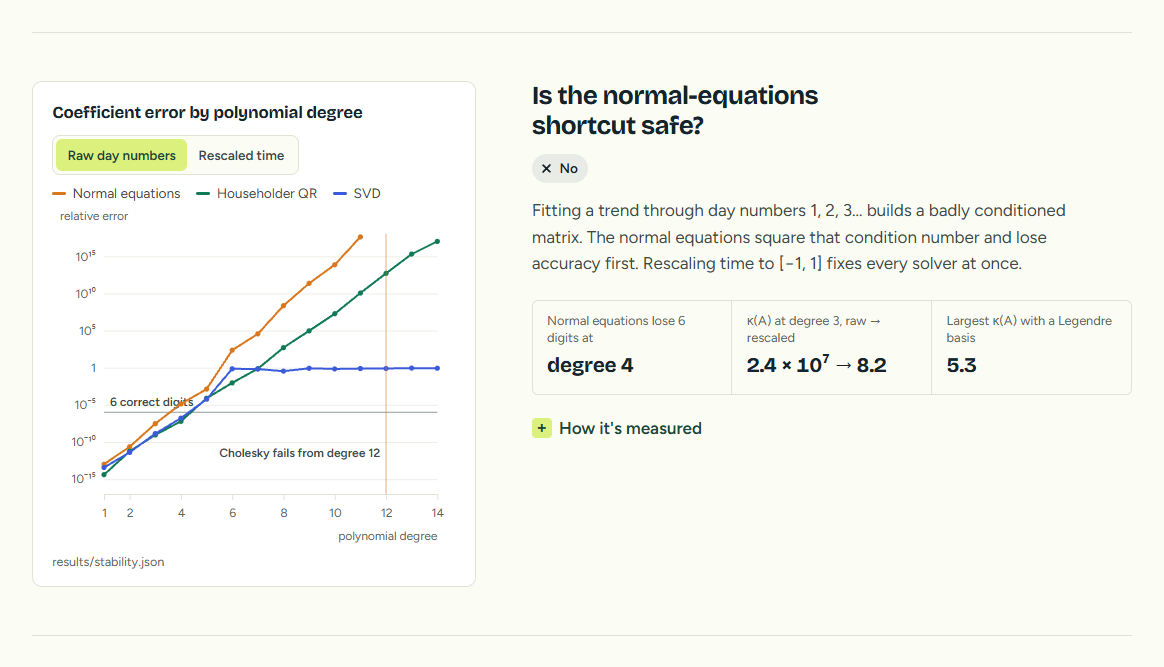 Coefficient error by polynomial degree
Raw day numbers Rescaled time
Normal equations Householder QR SVD
relative error
10¹⁵
10¹⁰
10⁵
1
10⁻⁵
6 correct digits
10⁻¹⁰
Cholesky fails from degree 12
10⁻¹⁵
1 2 4 6 8 10 12 14
polynomial degree
results/stability.json
Is the normal-equations
shortcut safe?
× No
Fitting a trend through day numbers 1, 2, 3… builds a badly conditioned
matrix. The normal equations square that condition number and lose
accuracy first. Rescaling time to [−1, 1] fixes every solver at once.
Normal equations lose 6
digits at
degree 4
κ(A) at degree 3, raw →
rescaled
2.4 × 10⁷ → 8.2
Largest κ(A) with a Legendre
basis
5.3
+ How it's measured